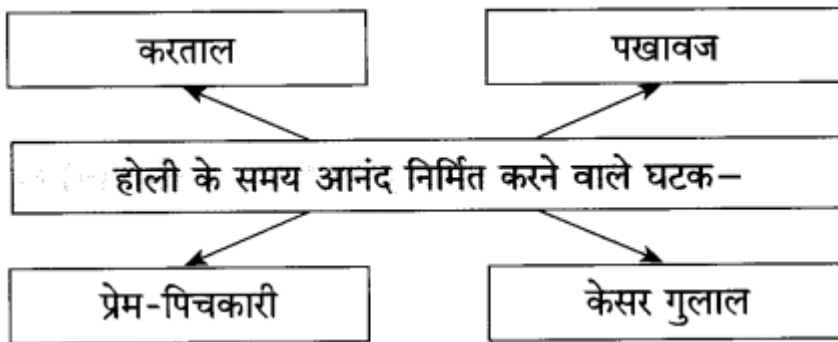 करताल
पखावज
होली के समय आनंद निर्मित करने वाले घटक–
प्रेम-पिचकारी
केसर गुलाल